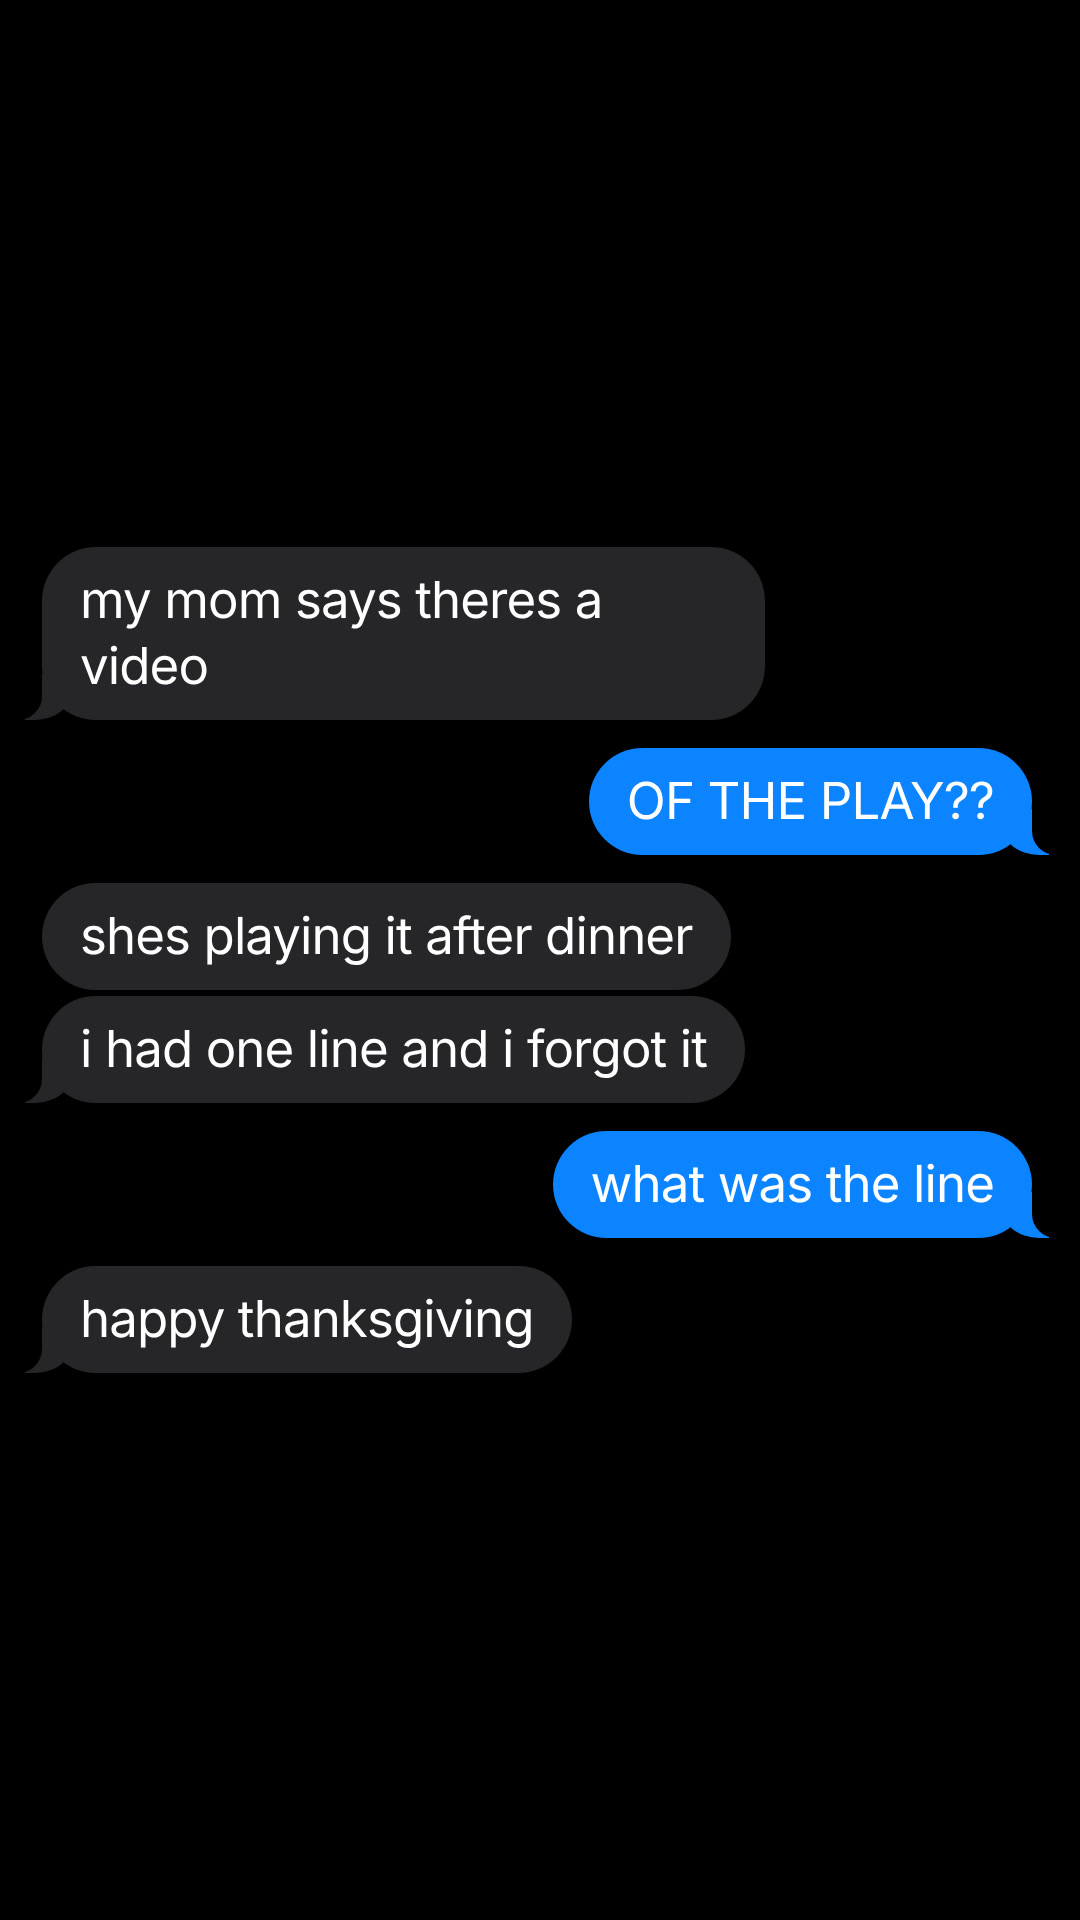 my mom says theres a
video
OF THE PLAY??
shes playing it after dinner
i had one line and i forgot it
what was the line
happy thanksgiving